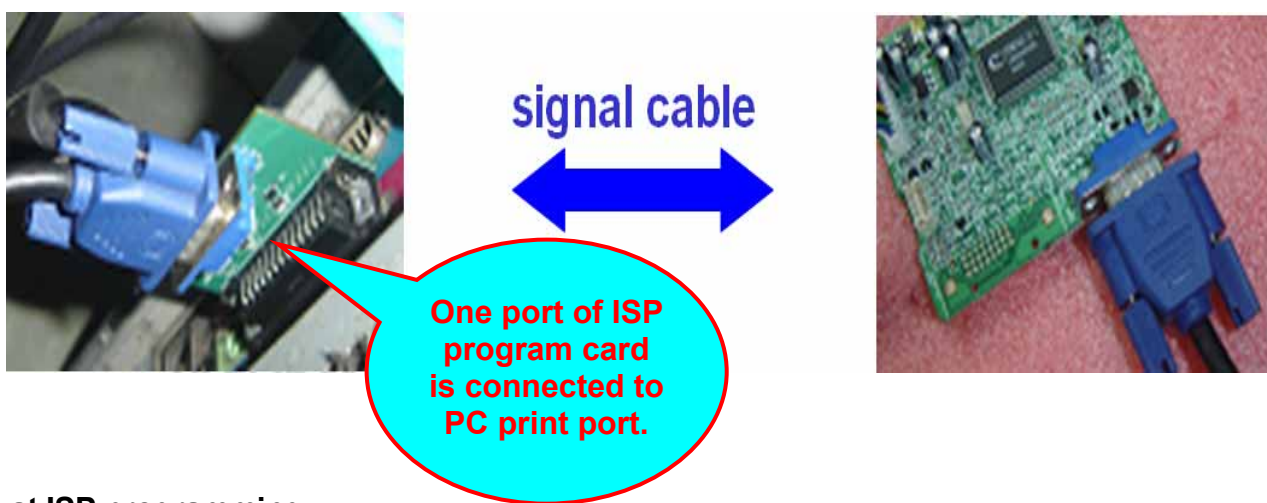 signal cable
One port of ISP
program card
is connected to
PC print port.